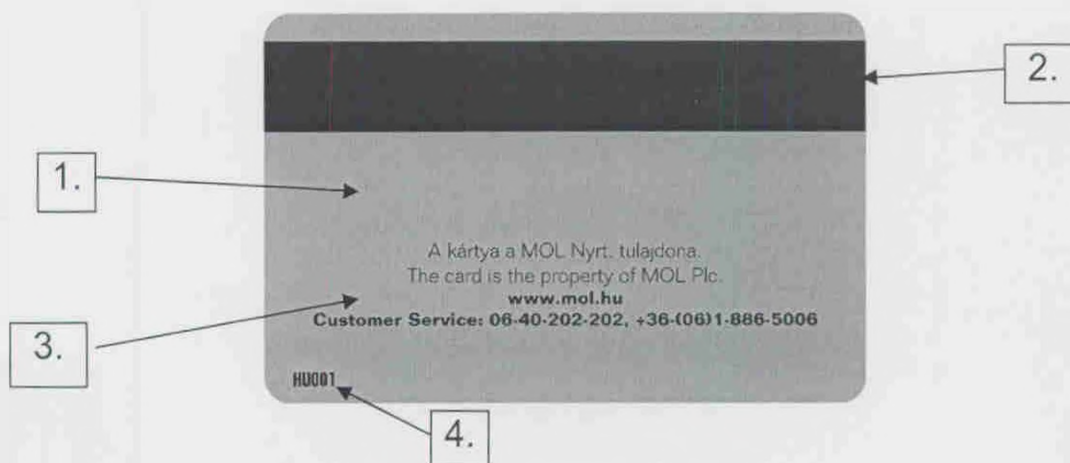 2.
1.
A kártya a MOL Nyrt. tulajdona.
The card is the property of MOL Plc.
www.mol.hu
Customer Service: 06-40-202-202, +36-(06)1-886-5006
3.
HU001
4.